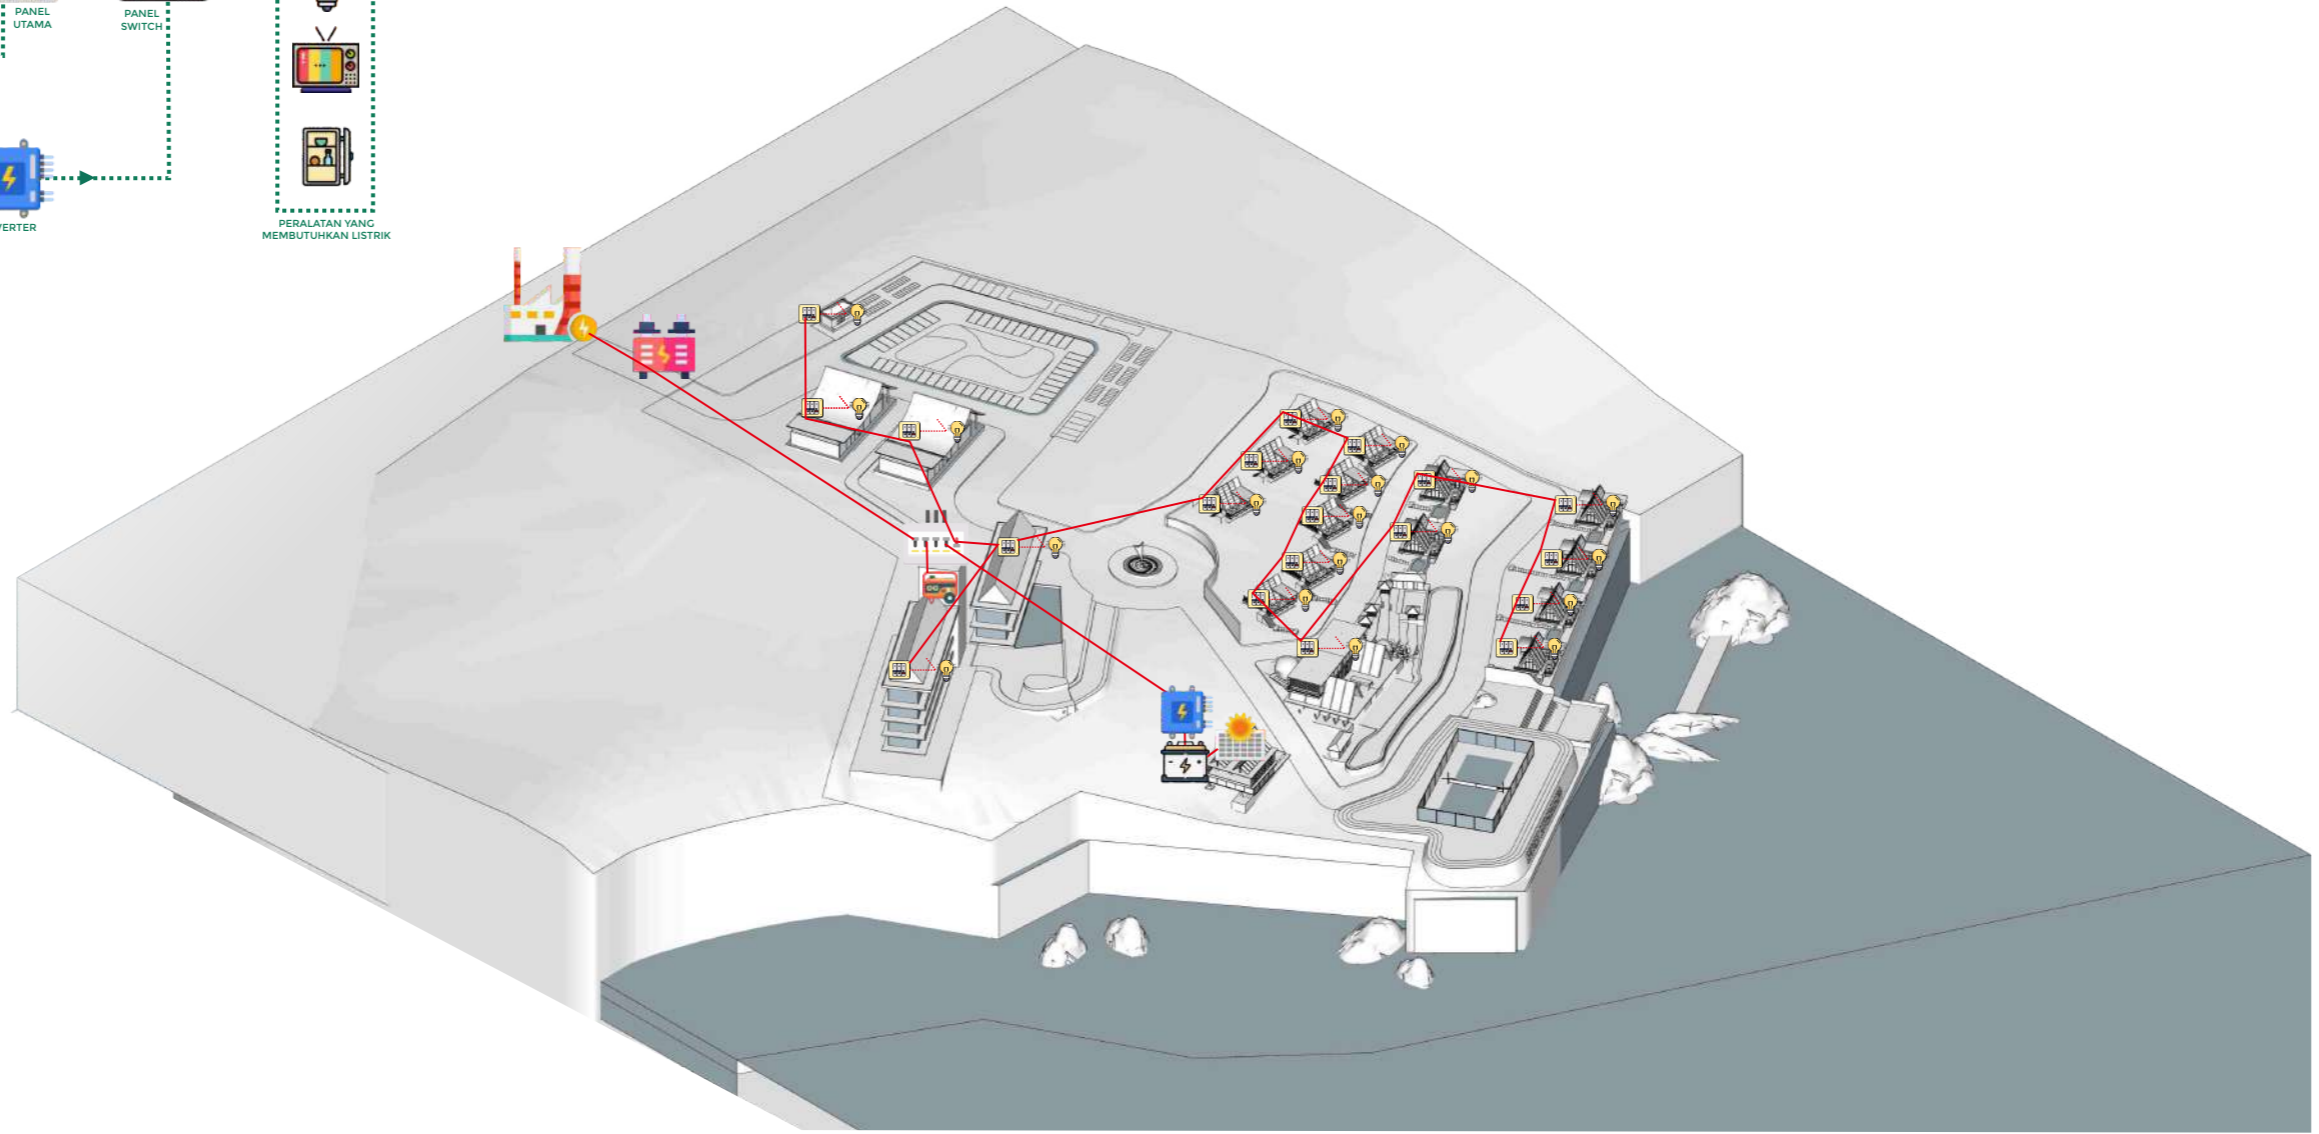 PANEL
UTAMA
PANEL
SWITCH
VERTER
PERALATAN YANG
MEMBUTUHKAN LISTRIK